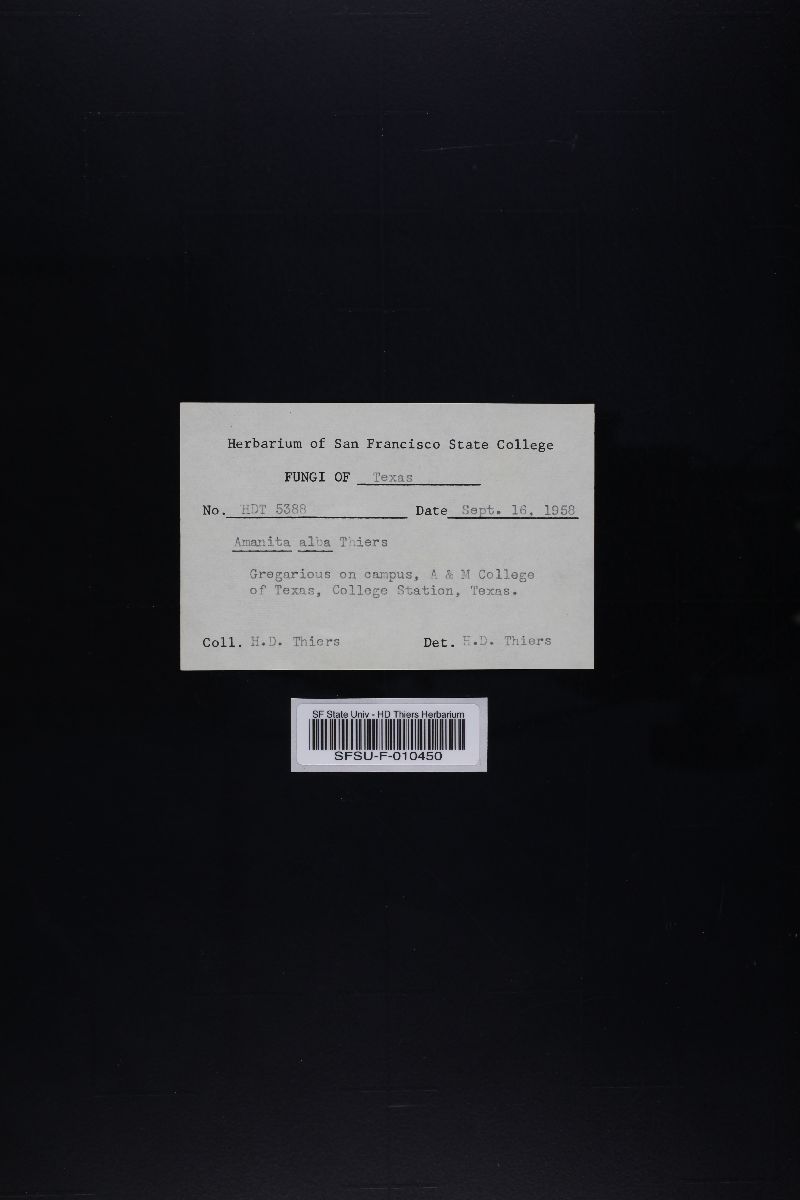 Herbarium of San Francisco State College
FUNGI OF Texas
No. HDT 5388 Date Sept. 16, 1958
Amanita alba Thiers
Gregarious on campus, A & M College
of Texas, College Station, Texas.
Coll. H.D. Thiers Det. H.D. Thiers
SF State Univ - HD Thiers Herbarium
SFSU-F-010450